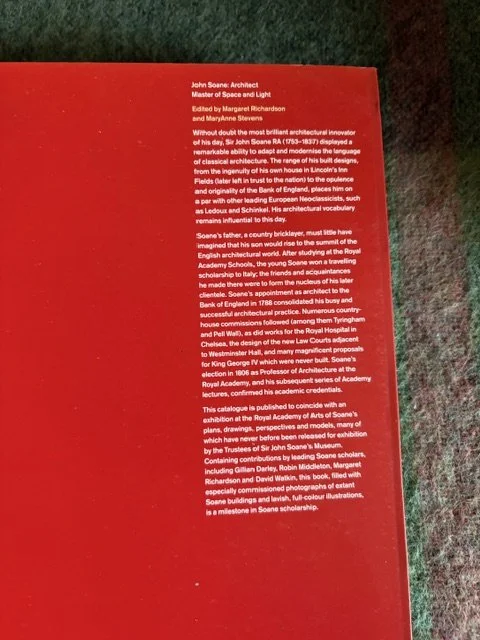 John Soane: Architect
Master of Space and Light
Edited by Margaret Richardson
and MaryAnne Stevens
Without doubt the most brilliant architectural innovator
of his day, Sir John Soane RA (1753–1837) displayed a
remarkable ability to adapt and modernise the language
of classical architecture. The range of his built designs,
from the ingenuity of his own house in Lincoln's Inn
Fields (later left in trust to the nation) to the opulence
and originality of the Bank of England, places him on
a par with other leading European Neoclassicists, such
as Ledoux and Schinkel. His architectural vocabulary
remains influential to this day.
Soane's father, a country bricklayer, must little have
imagined that his son would rise to the summit of the
English architectural world. After studying at the Royal
Academy Schools, the young Soane won a travelling
scholarship to Italy; the friends and acquaintances
he made there were to form the nucleus of his later
clientele. Soane's appointment as architect to the
Bank of England in 1788 consolidated his busy and
successful architectural practice. Numerous country-
house commissions followed (among them Tyringham
and Pell Wall), as did works for the Royal Hospital in
Chelsea, the design of the new Law Courts adjacent
to Westminster Hall, and many magnificent proposals
for King George IV which were never built. Soane's
election in 1806 as Professor of Architecture at the
Royal Academy, and his subsequent series of Academy
lectures, confirmed his academic credentials.
This catalogue is published to coincide with an
exhibition at the Royal Academy of Arts of Soane's
plans, drawings, perspectives and models, many of
which have never before been released for exhibition
by the Trustees of Sir John Soane's Museum.
Containing contributions by leading Soane scholars,
including Gillian Darley, Robin Middleton, Margaret
Richardson and David Watkin, this book, filled with
especially commissioned photographs of extant
Soane buildings and lavish, full-colour illustrations,
is a milestone in Soane scholarship.